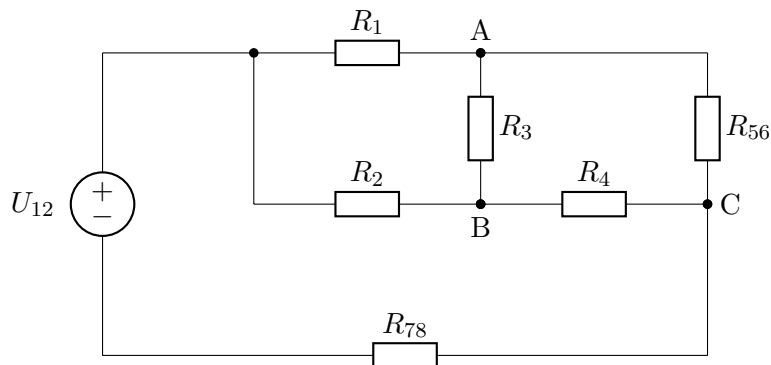 R₁ A
R₃ R₅₆
R₂ R₄
U₁₂ + −
B C
R₇₈